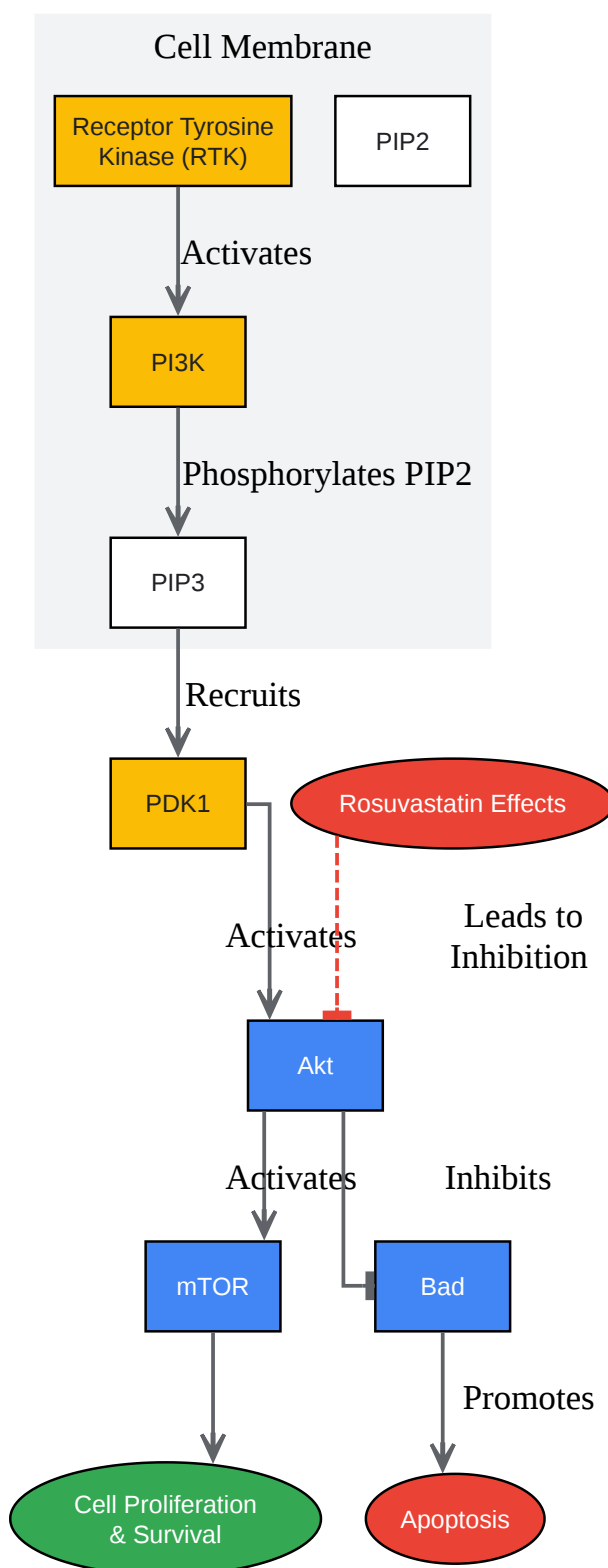 Cell Membrane
Receptor Tyrosine
Kinase (RTK)
PIP2
Activates
PI3K
Phosphorylates PIP2
PIP3
Recruits
PDK1
Rosuvastatin Effects
Activates
Leads to
Inhibition
Akt
Activates
Inhibits
mTOR
Bad
Promotes
Cell Proliferation
& Survival
Apoptosis